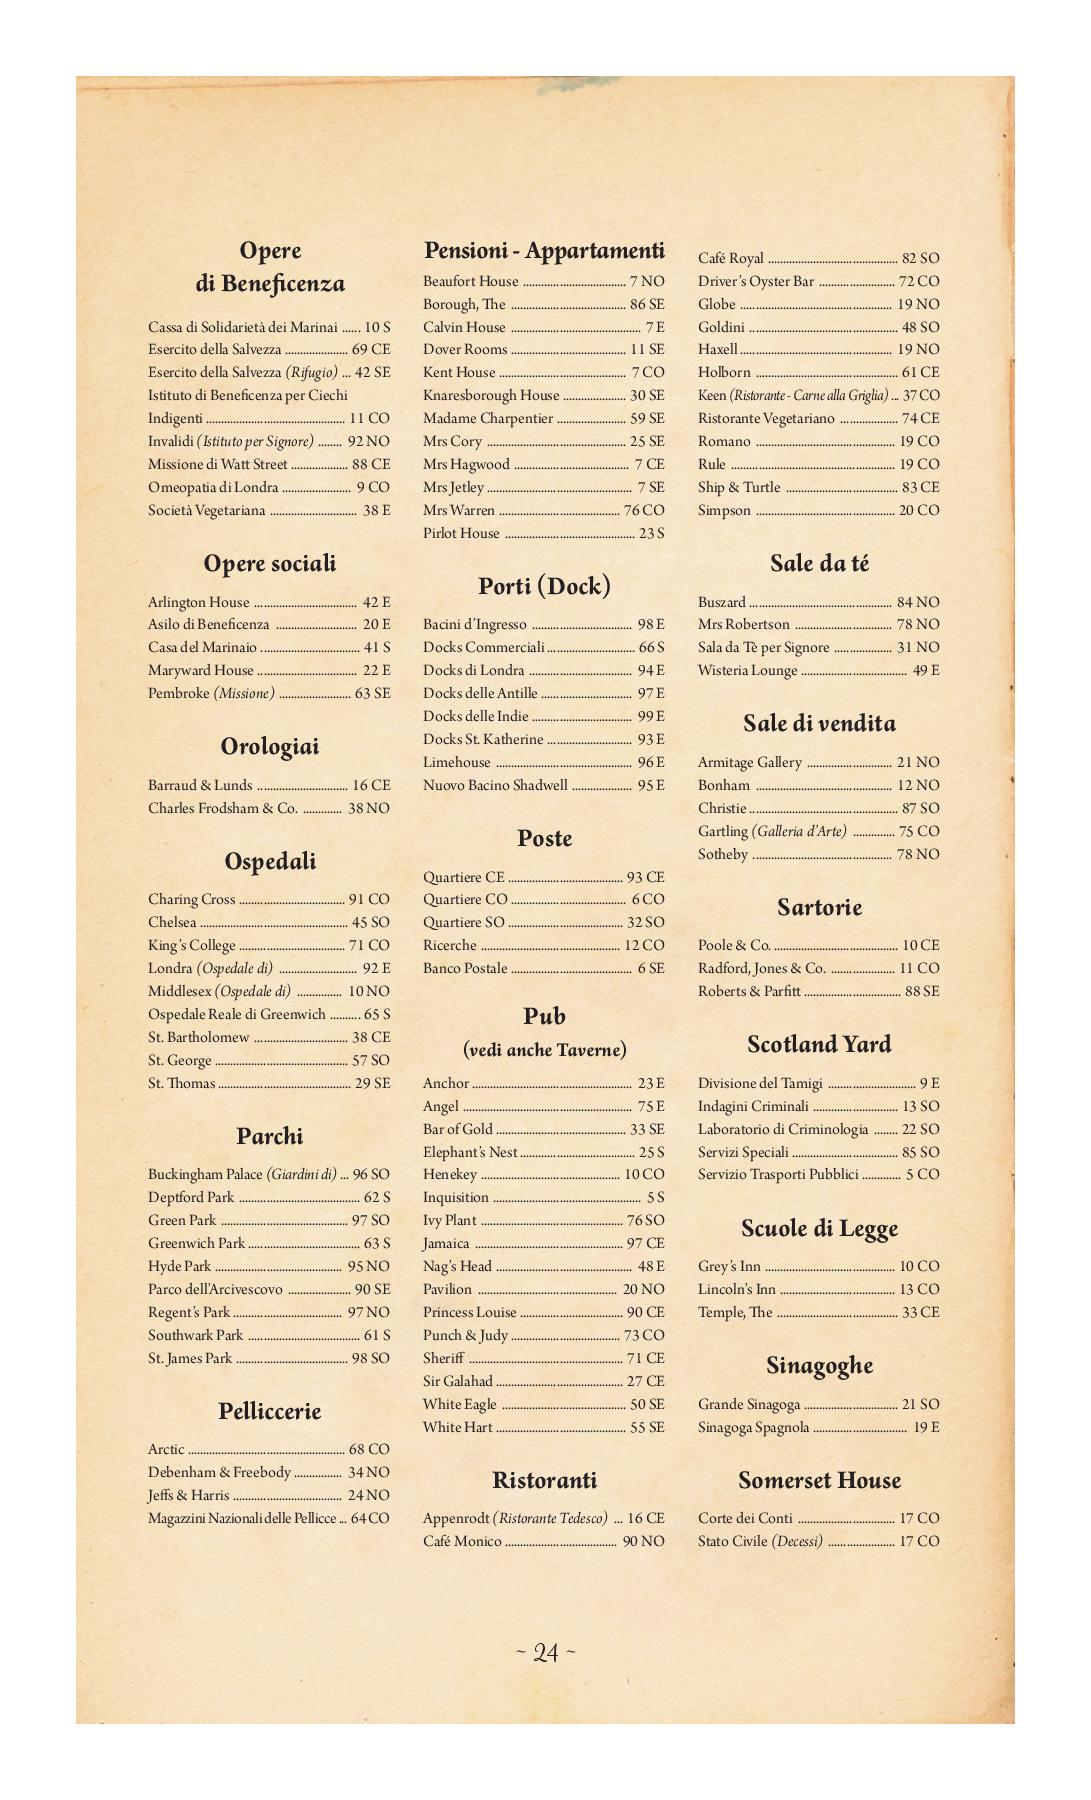 Opere
di Beneficenza
Cassa di Solidarietà dei Marinai ...... 10 S
Esercito della Salvezza ..................... 69 CE
Esercito della Salvezza (Rifugio) ... 42 SE
Istituto di Beneficenza per Ciechi
Indigenti ........................................................ 11 CO
Invalidi (Istituto per Signore) ........ 92 NO
Missione di Watt Street ................... 88 CE
Omeopatia di Londra ....................... 9 CO
Società Vegetariana ............................. 38 E
Opere sociali
Arlington House .................................. 42 E
Asilo di Beneficenza ........................... 20 E
Casa del Marinaio ................................. 41 S
Maryward House ................................. 22 E
Pembroke (Missione) ........................ 63 SE
Orologiai
Barraud & Lunds .............................. 16 CE
Charles Frodsham & Co. ............. 38 NO
Ospedali
Charing Cross ................................... 91 CO
Chelsea ................................................. 45 SO
King's College ................................... 71 CO
Londra (Ospedale di) .......................... 92 E
Middlesex (Ospedale di) ............... 10 NO
Ospedale Reale di Greenwich .......... 65 S
St. Bartholomew ............................... 38 CE
St. George ............................................ 57 SO
St. Thomas ............................................ 29 SE
Parchi
Buckingham Palace (Giardini di) ... 96 SO
Deptford Park ........................................ 62 S
Green Park .......................................... 97 SO
Greenwich Park ..................................... 63 S
Hyde Park .......................................... 95 NO
Parco dell'Arcivescovo ..................... 90 SE
Regent's Park .................................... 97 NO
Southwark Park ..................................... 61 S
St. James Park ..................................... 98 SO
Pelliccerie
Arctic .................................................... 68 CO
Debenham & Freebody ................ 34 NO
Jeffs & Harris .................................... 24 NO
Magazzini Nazionali delle Pellicce ... 64 CO
Pensioni - Appartamenti
Beaufort House .................................. 7 NO
Borough, The ...................................... 86 SE
Calvin House ........................................... 7 E
Dover Rooms ...................................... 11 SE
Kent House .......................................... 7 CO
Knaresborough House ..................... 30 SE
Madame Charpentier ....................... 59 SE
Mrs Cory .............................................. 25 SE
Mrs Hagwood ...................................... 7 CE
Mrs Jetley ................................................ 7 SE
Mrs Warren ........................................ 76 CO
Pirlot House ........................................... 23 S
Porti (Dock)
Bacini d'Ingresso ................................. 98 E
Docks Commerciali ............................. 66 S
Docks di Londra ................................... 94 E
Docks delle Antille .............................. 97 E
Docks delle Indie ................................. 99 E
Docks St. Katherine ............................ 93 E
Limehouse ............................................. 96 E
Nuovo Bacino Shadwell .................... 95 E
Poste
Quartiere CE ...................................... 93 CE
Quartiere CO ...................................... 6 CO
Quartiere SO ...................................... 32 SO
Ricerche .............................................. 12 CO
Banco Postale ........................................ 6 SE
Pub
(vedi anche Taverne)
Anchor ..................................................... 23 E
Angel ........................................................ 75 E
Bar of Gold .......................................... 33 SE
Elephant's Nest ...................................... 25 S
Henekey ............................................... 10 CO
Inquisition ................................................. 5 S
Ivy Plant .............................................. 76 SO
Jamaica ................................................. 97 CE
Nag's Head ............................................. 48 E
Pavilion .............................................. 20 NO
Princess Louise .................................. 90 CE
Punch & Judy .................................... 73 CO
Sheriff ................................................... 71 CE
Sir Galahad .......................................... 27 CE
White Eagle ......................................... 50 SE
White Hart .......................................... 55 SE
Ristoranti
Appenrodt (Ristorante Tedesco) ... 16 CE
Café Monico ..................................... 90 NO
Café Royal ........................................... 82 SO
Driver's Oyster Bar .......................... 72 CO
Globe ................................................... 19 NO
Goldini ................................................. 48 SO
Haxell ................................................... 19 NO
Holborn ............................................... 61 CE
Keen (Ristorante - Carne alla Griglia) ... 37 CO
Ristorante Vegetariano ................... 74 CE
Romano .............................................. 19 CO
Rule ...................................................... 19 CO
Ship & Turtle ..................................... 83 CE
Simpson .............................................. 20 CO
Sale da té
Buszard ............................................... 84 NO
Mrs Robertson ................................. 78 NO
Sala da Tè per Signore ................... 31 NO
Wisteria Lounge ................................... 49 E
Sale di vendita
Armitage Gallery ............................ 21 NO
Bonham ............................................. 12 NO
Christie ................................................. 87 SO
Gartling (Galleria d'Arte) .............. 75 CO
Sotheby .............................................. 78 NO
Sartorie
Poole & Co. ......................................... 10 CE
Radford, Jones & Co. ..................... 11 CO
Roberts & Parfitt ................................ 88 SE
Scotland Yard
Divisione del Tamigi ............................. 9 E
Indagini Criminali ............................ 13 SO
Laboratorio di Criminologia ........ 22 SO
Servizi Speciali ................................... 85 SO
Servizio Trasporti Pubblici ............. 5 CO
Scuole di Legge
Grey's Inn ........................................... 10 CO
Lincoln's Inn ...................................... 13 CO
Temple, The ........................................ 33 CE
Sinagoghe
Grande Sinagoga ............................... 21 SO
Sinagoga Spagnola ............................... 19 E
Somerset House
Corte dei Conti ................................ 17 CO
Stato Civile (Decessi) ...................... 17 CO
~ 24 ~